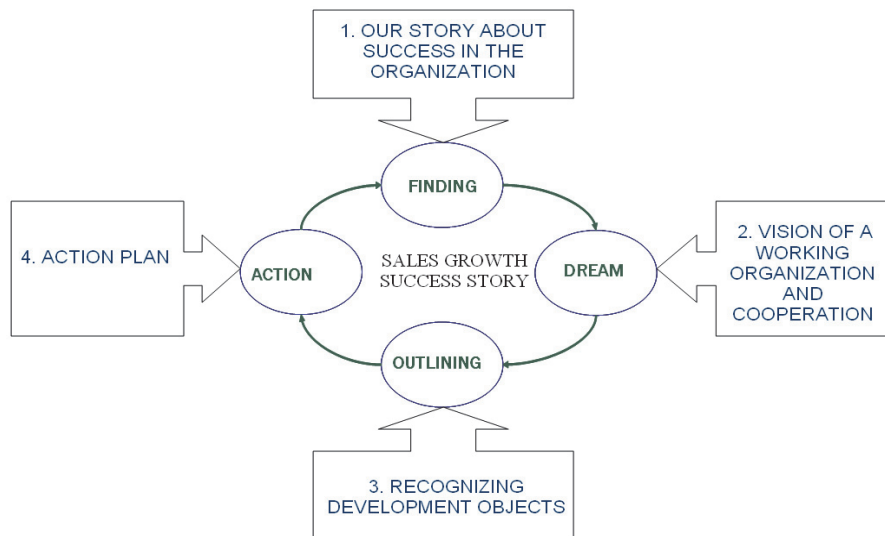 1. OUR STORY ABOUT
SUCCESS IN THE
ORGANIZATION
FINDING
4. ACTION PLAN
ACTION
SALES GROWTH
SUCCESS STORY
DREAM
2. VISION OF A
WORKING
ORGANIZATION
AND
COOPERATION
OUTLINING
3. RECOGNIZING
DEVELOPMENT OBJECTS